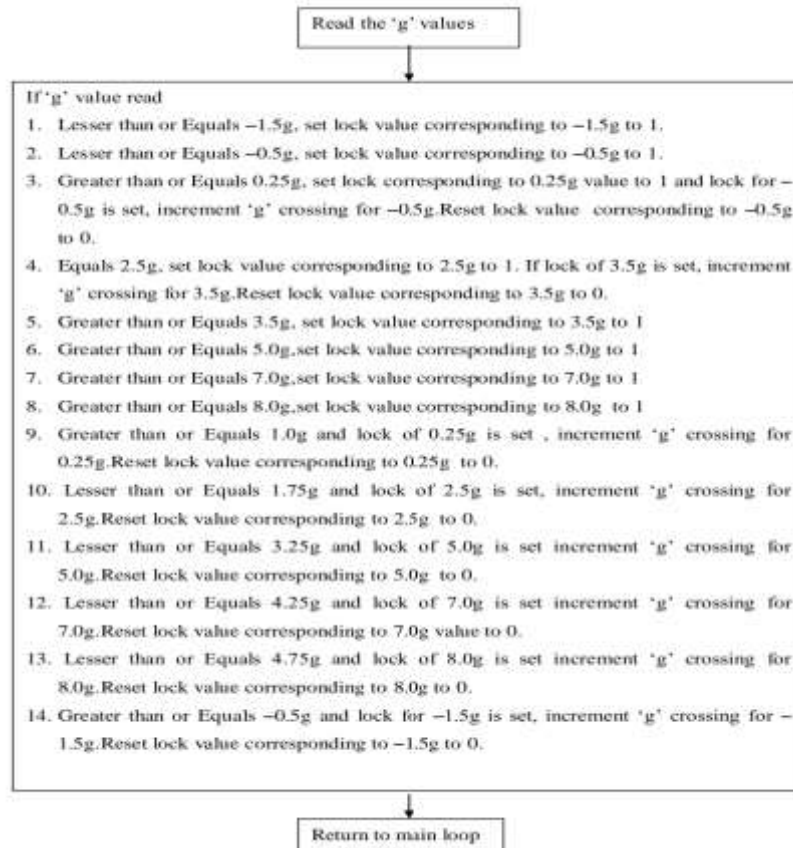 Read the ‘g’ values
If ‘g’ value read
1. Lesser than or Equals –1.5g, set lock value corresponding to –1.5g to 1.
2. Lesser than or Equals –0.5g, set lock value corresponding to –0.5g to 1.
3. Greater than or Equals 0.25g, set lock corresponding to 0.25g value to 1 and lock for –
0.5g is set, increment ‘g’ crossing for –0.5g.Reset lock value corresponding to –0.5g
to 0.
4. Equals 2.5g, set lock value corresponding to 2.5g to 1. If lock of 3.5g is set, increment
‘g’ crossing for 3.5g.Reset lock value corresponding to 3.5g to 0.
5. Greater than or Equals 3.5g, set lock value corresponding to 3.5g to 1
6. Greater than or Equals 5.0g,set lock value corresponding to 5.0g to 1
7. Greater than or Equals 7.0g,set lock value corresponding to 7.0g to 1
8. Greater than or Equals 8.0g,set lock value corresponding to 8.0g to 1
9. Greater than or Equals 1.0g and lock of 0.25g is set , increment ‘g’ crossing for
0.25g.Reset lock value corresponding to 0.25g to 0.
10. Lesser than or Equals 1.75g and lock of 2.5g is set, increment ‘g’ crossing for
2.5g.Reset lock value corresponding to 2.5g to 0.
11. Lesser than or Equals 3.25g and lock of 5.0g is set increment ‘g’ crossing for
5.0g.Reset lock value corresponding to 5.0g to 0.
12. Lesser than or Equals 4.25g and lock of 7.0g is set increment ‘g’ crossing for
7.0g.Reset lock value corresponding to 7.0g value to 0.
13. Lesser than or Equals 4.75g and lock of 8.0g is set increment ‘g’ crossing for
8.0g.Reset lock value corresponding to 8.0g to 0.
14. Greater than or Equals –0.5g and lock for –1.5g is set, increment ‘g’ crossing for –
1.5g.Reset lock value corresponding to –1.5g to 0.
Return to main loop